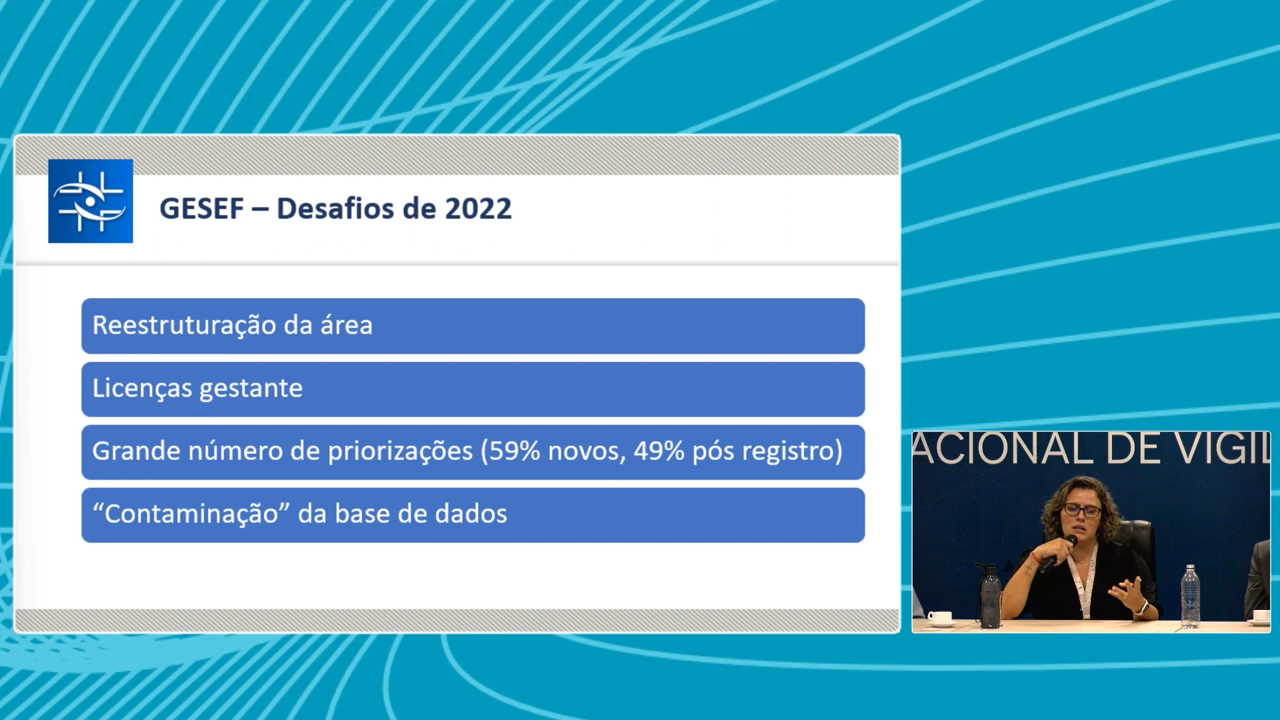 GESEF – Desafios de 2022
Reestruturação da área
Licenças gestante
Grande número de priorizações (59% novos, 49% pós registro)
“Contaminação” da base de dados
ACIONAL DE VIGIL